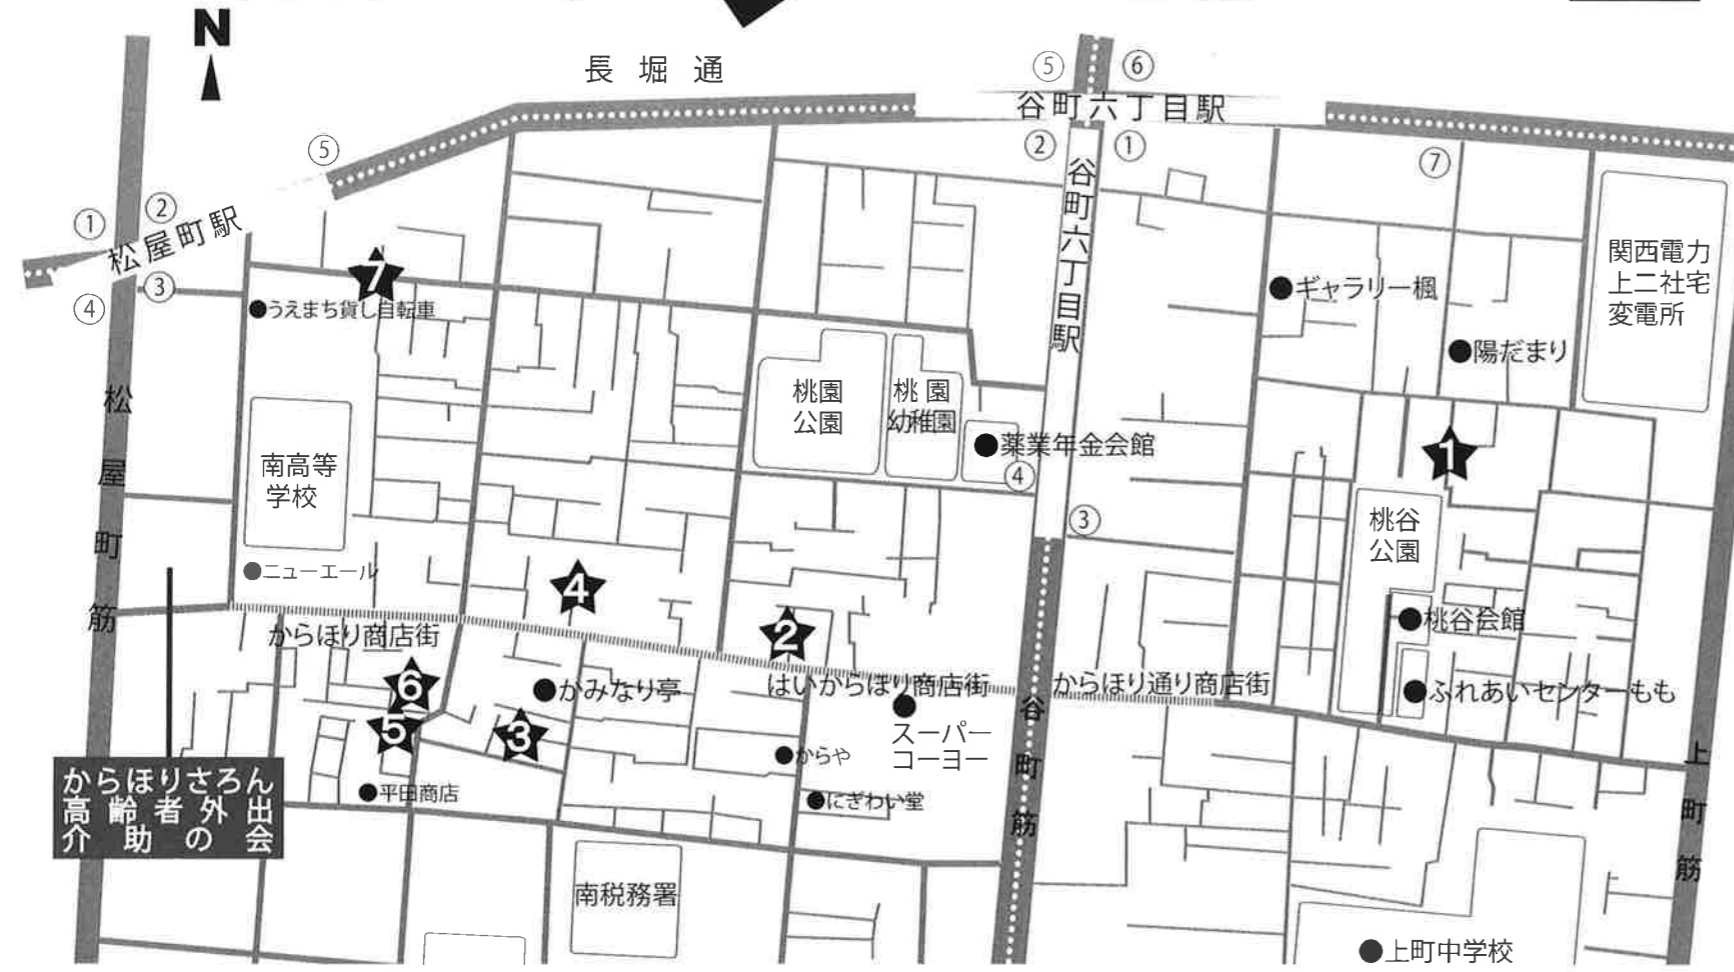 N
長堀通
⑤
⑥
谷町六丁目駅
②
①
⑤
⑦
①
②
松屋町駅
③
④
谷町六丁目駅
関西電力
上二社宅
変電所
7
●うえまち貨し自転車
●ギャラリー楓
●陽だまり
桃園
公園
桃園
幼稚園
●薬業年金会館
④
1
松屋町筋
南高等
学校
③
桃谷
公園
●ニューエール
4
2
●桃谷会館
からほり商店街
はいからほり商店街
からほり通り商店街
6
●かみなり亭
●ふれあいセンターもも
5
3
スーパー
コーヨー
●からや
谷町筋
上町筋
●平田商店
●にぎわい堂
からほりさろん
高齢者外出
介助の会
南税務署
●上町中学校